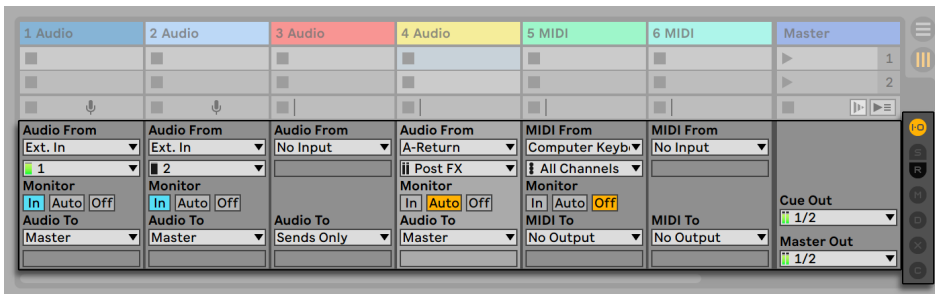 1 Audio 2 Audio 3 Audio 4 Audio 5 MIDI 6 MIDI Master
1
2
Audio From Audio From Audio From Audio From MIDI From MIDI From
Ext. In Ext. In No Input A-Return Computer Keyb No Input
1 2 Post FX All Channels
Monitor Monitor Monitor Monitor
In Auto Off In Auto Off In Auto Off In Auto Off Cue Out
Audio To Audio To Audio To Audio To MIDI To MIDI To 1/2
Master Master Sends Only Master No Output No Output Master Out
1/2
I-O
S
R
M
D
X
C